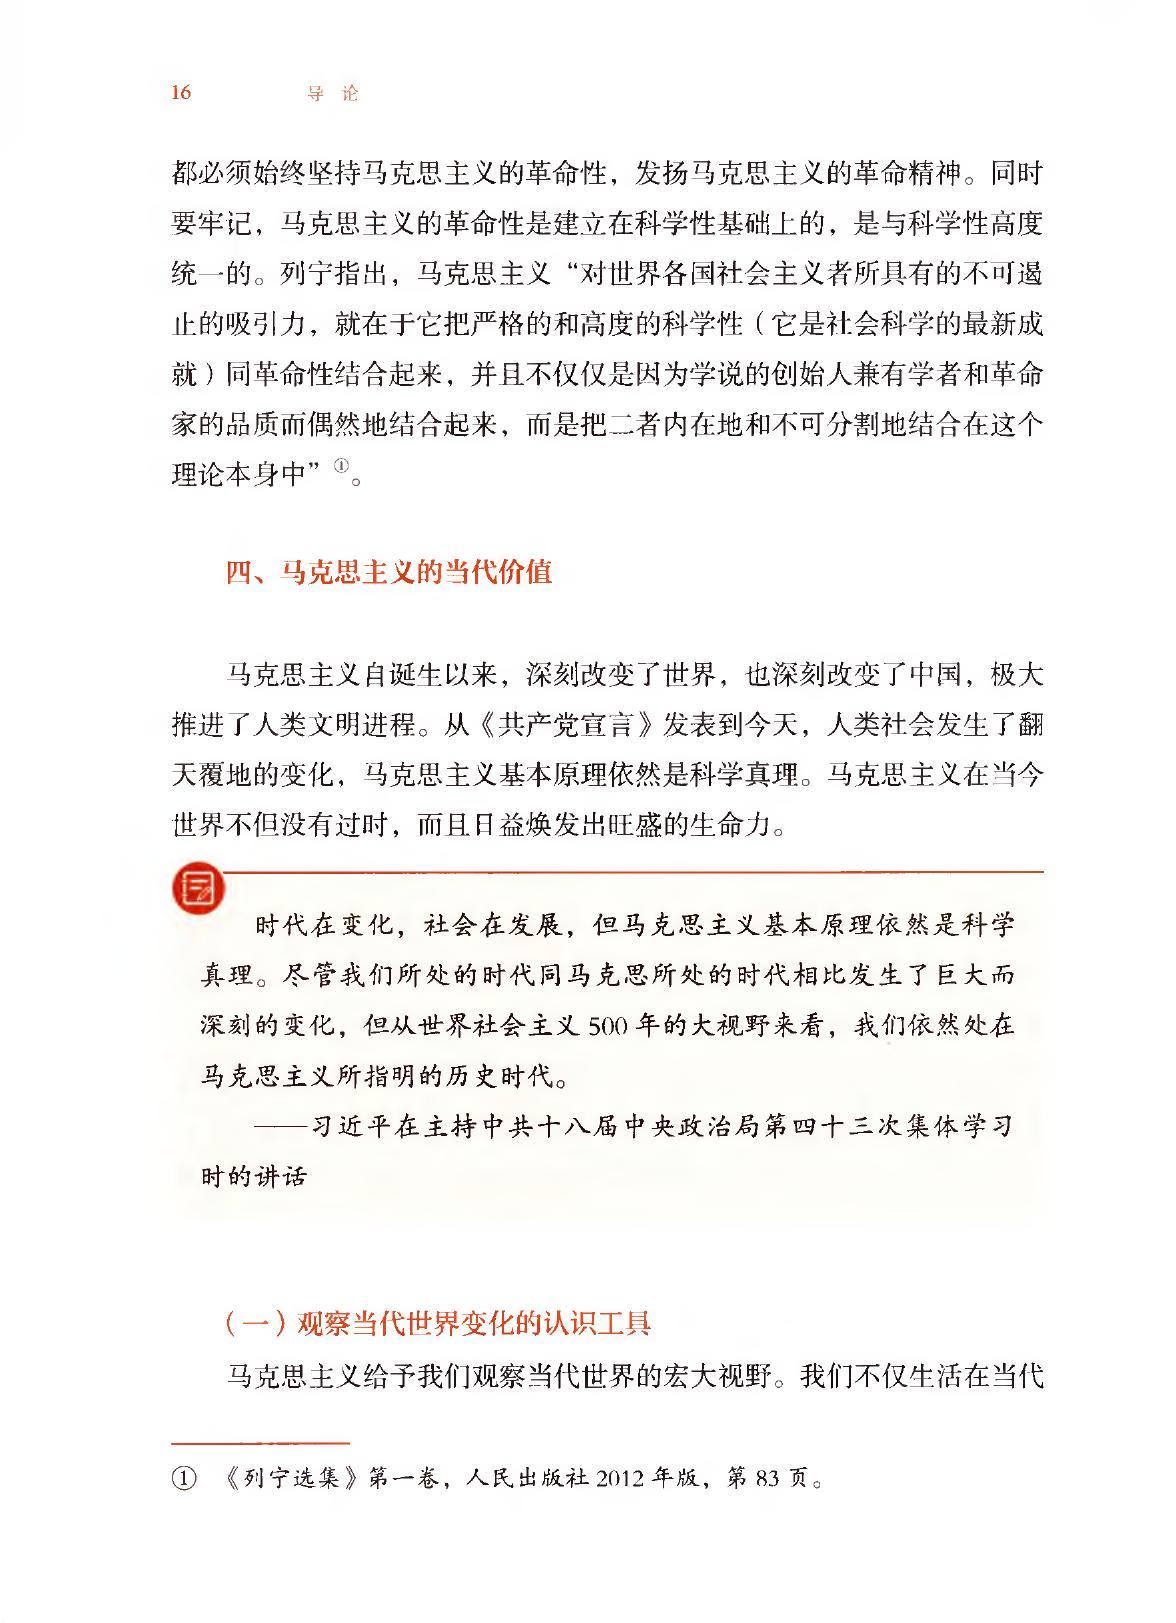 16 导 论
都必须始终坚持马克思主义的革命性，发扬马克思主义的革命精神。同时
要牢记，马克思主义的革命性是建立在科学性基础上的，是与科学性高度
统一的。列宁指出，马克思主义“对世界各国社会主义者所具有的不可遏
止的吸引力，就在于它把严格的和高度的科学性（它是社会科学的最新成
就）同革命性结合起来，并且不仅仅是因为学说的创始人兼有学者和革命
家的品质而偶然地结合起来，而是把二者内在地和不可分割地结合在这个
理论本身中”①。
四、马克思主义的当代价值
马克思主义自诞生以来，深刻改变了世界，也深刻改变了中国，极大
推进了人类文明进程。从《共产党宣言》发表到今天，人类社会发生了翻
天覆地的变化，马克思主义基本原理依然是科学真理。马克思主义在当今
世界不但没有过时，而且日益焕发出旺盛的生命力。
时代在变化，社会在发展，但马克思主义基本原理依然是科学
真理。尽管我们所处的时代同马克思所处的时代相比发生了巨大而
深刻的变化，但从世界社会主义 500 年的大视野来看，我们依然处在
马克思主义所指明的历史时代。
——习近平在主持中共十八届中央政治局第四十三次集体学习
时的讲话
（一）观察当代世界变化的认识工具
马克思主义给予我们观察当代世界的宏大视野。我们不仅生活在当代
① 《列宁选集》第一卷，人民出版社 2012 年版，第 83 页。